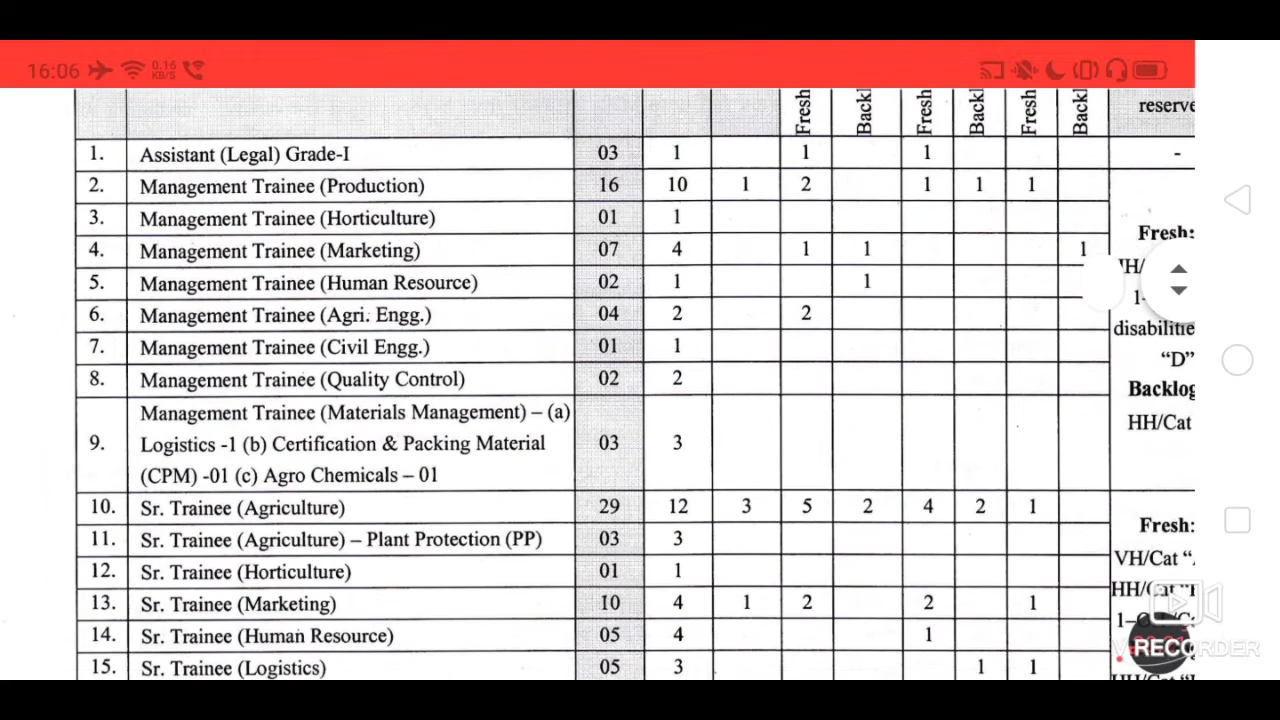 16:06
0.16
KB/S
Fresh Backl Fresh Backl Fresh Backl reserve
1. Assistant (Legal) Grade-I 03 1 1 1 -
2. Management Trainee (Production) 16 10 1 2 1 1 1
3. Management Trainee (Horticulture) 01 1
4. Management Trainee (Marketing) 07 4 1 1 1
5. Management Trainee (Human Resource) 02 1 1
6. Management Trainee (Agri. Engg.) 04 2 2
7. Management Trainee (Civil Engg.) 01 1
8. Management Trainee (Quality Control) 02 2
Fresh:
1-
disabilitie
“D”
Backlog
HH/Cat
Management Trainee (Materials Management) – (a)
9. Logistics -1 (b) Certification & Packing Material 03 3
(CPM) -01 (c) Agro Chemicals – 01
10. Sr. Trainee (Agriculture) 29 12 3 5 2 4 2 1
11. Sr. Trainee (Agriculture) – Plant Protection (PP) 03 3
12. Sr. Trainee (Horticulture) 01 1
13. Sr. Trainee (Marketing) 10 4 1 2 2 1
14. Sr. Trainee (Human Resource) 05 4 1
15. Sr. Trainee (Logistics) 05 3 1 1
Fresh:
VH/Cat
HH/
RECORDER